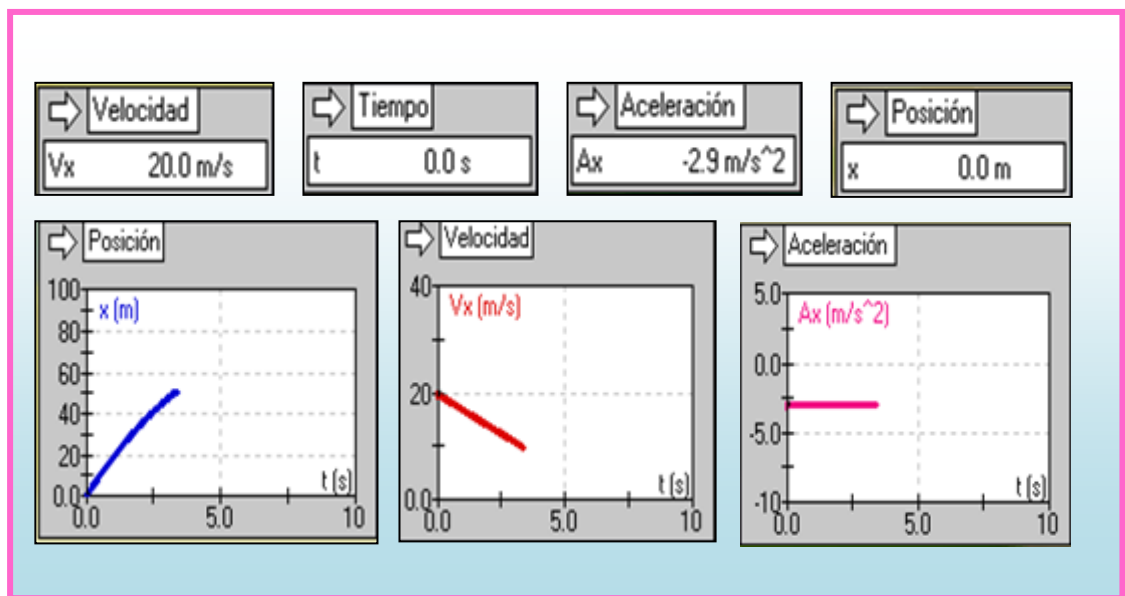 Velocidad
Vx 20.0 m/s
Tiempo
t 0.0 s
Aceleración
Ax -2.9 m/s^2
Posición
x 0.0 m
Posición
x (m)
100
80
60
40
20
0.0
0.0 5.0 10
t (s)
Velocidad
Vx (m/s)
40
20
0.0
0.0 5.0 10
t (s)
Aceleración
Ax (m/s^2)
5.0
0.0
-5.0
-10
0.0 5.0 10
t (s)